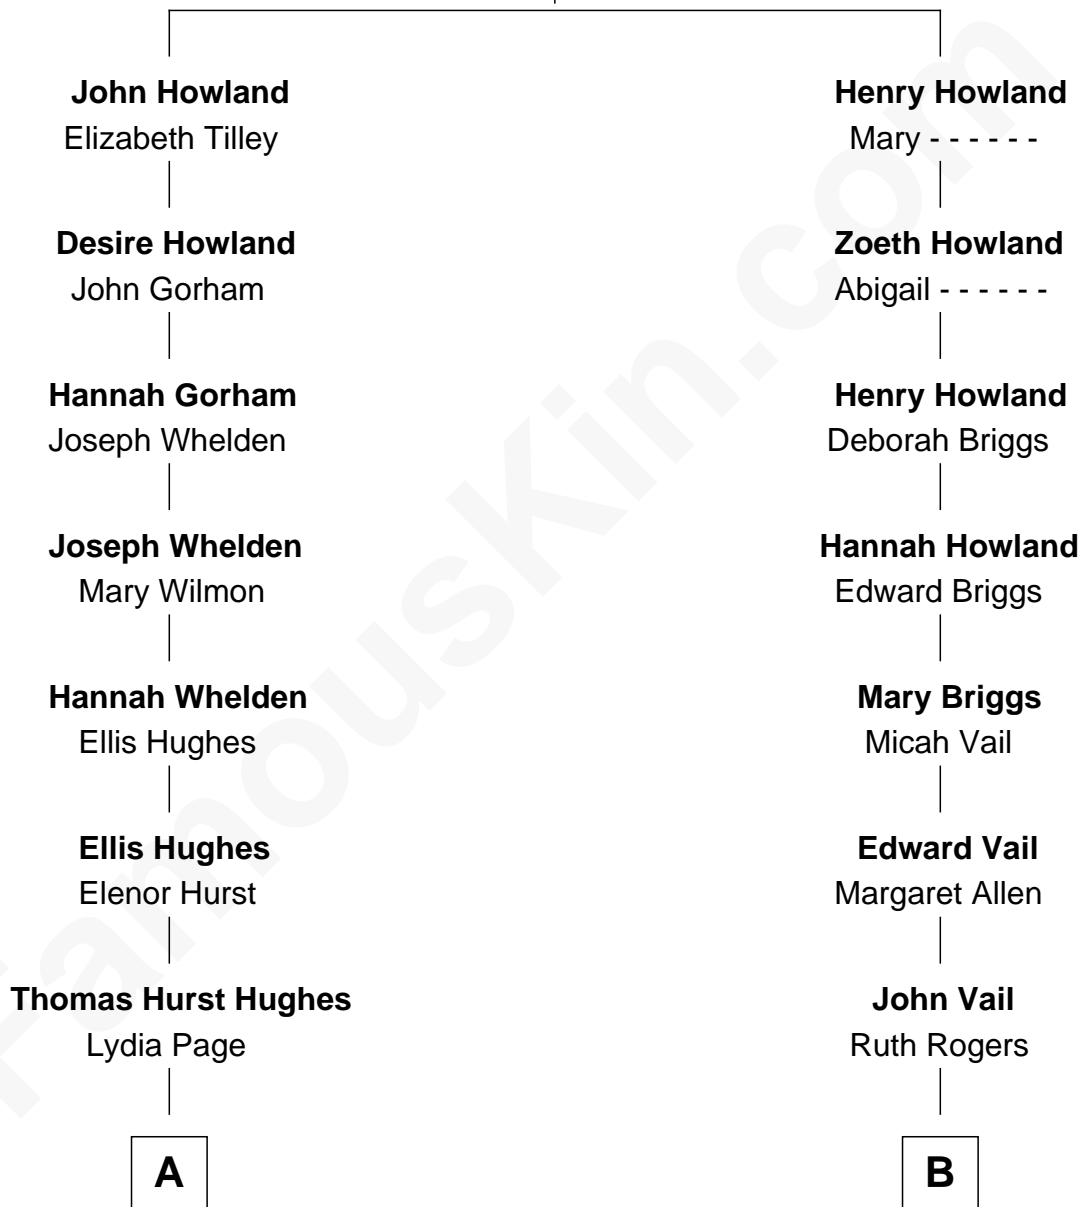 John Howland
Elizabeth Tilley
Desire Howland
John Gorham
Hannah Gorham
Joseph Whelden
Joseph Whelden
Mary Wilmon
Hannah Whelden
Ellis Hughes
Ellis Hughes
Elenor Hurst
Thomas Hurst Hughes
Lydia Page
A
Henry Howland
Mary - - - - - -
Zoeth Howland
Abigail - - - - - -
Henry Howland
Deborah Briggs
Hannah Howland
Edward Briggs
Mary Briggs
Micah Vail
Edward Vail
Margaret Allen
John Vail
Ruth Rogers
B
FamousKin.com